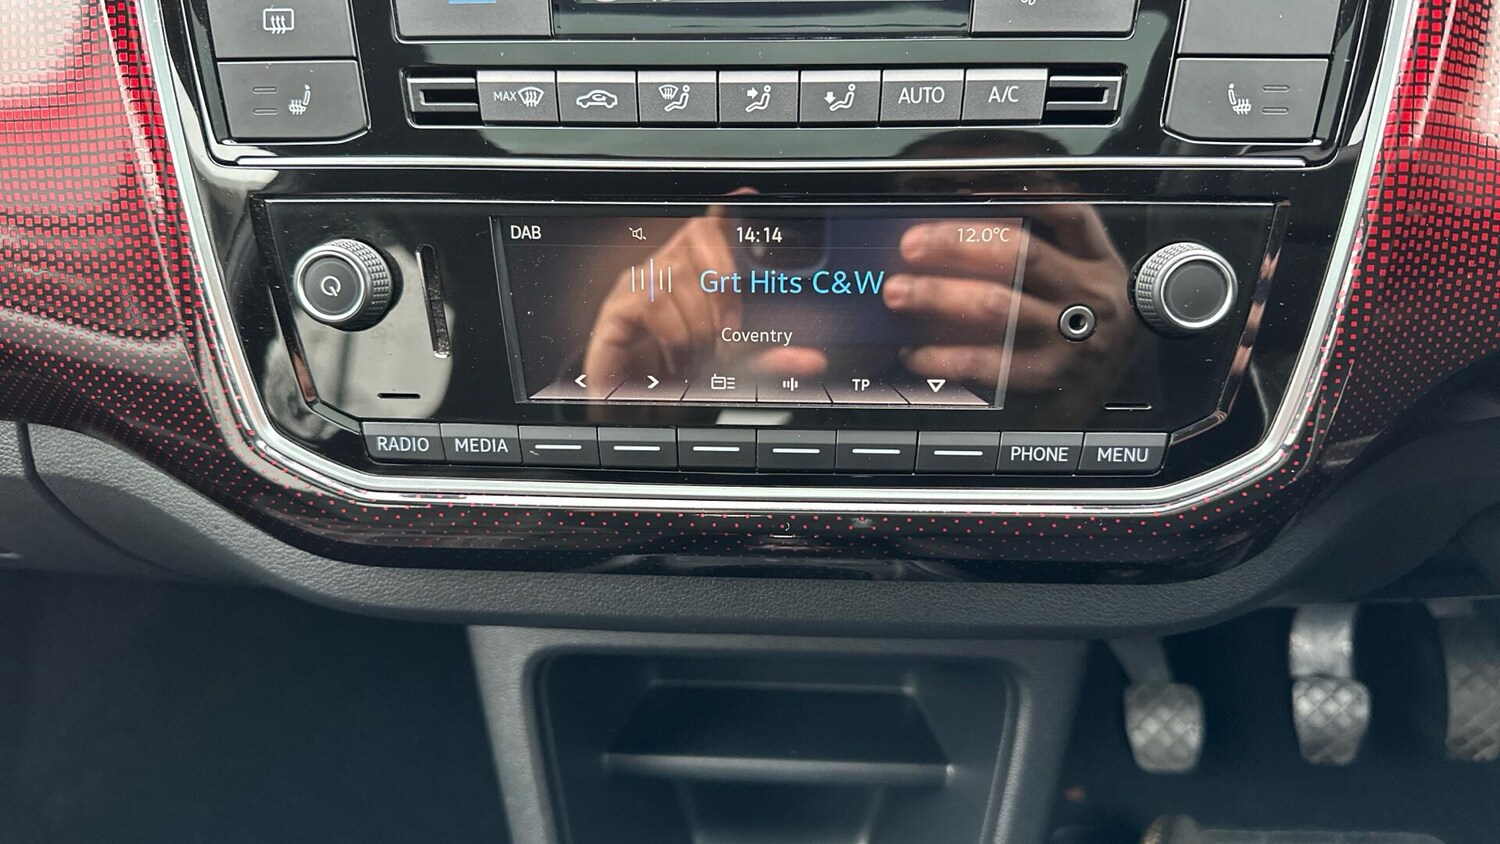 MAX
AUTO
A/C
DAB
14:14
12.0°C
Grt Hits C&W
Coventry
TP
RADIO
MEDIA
PHONE
MENU